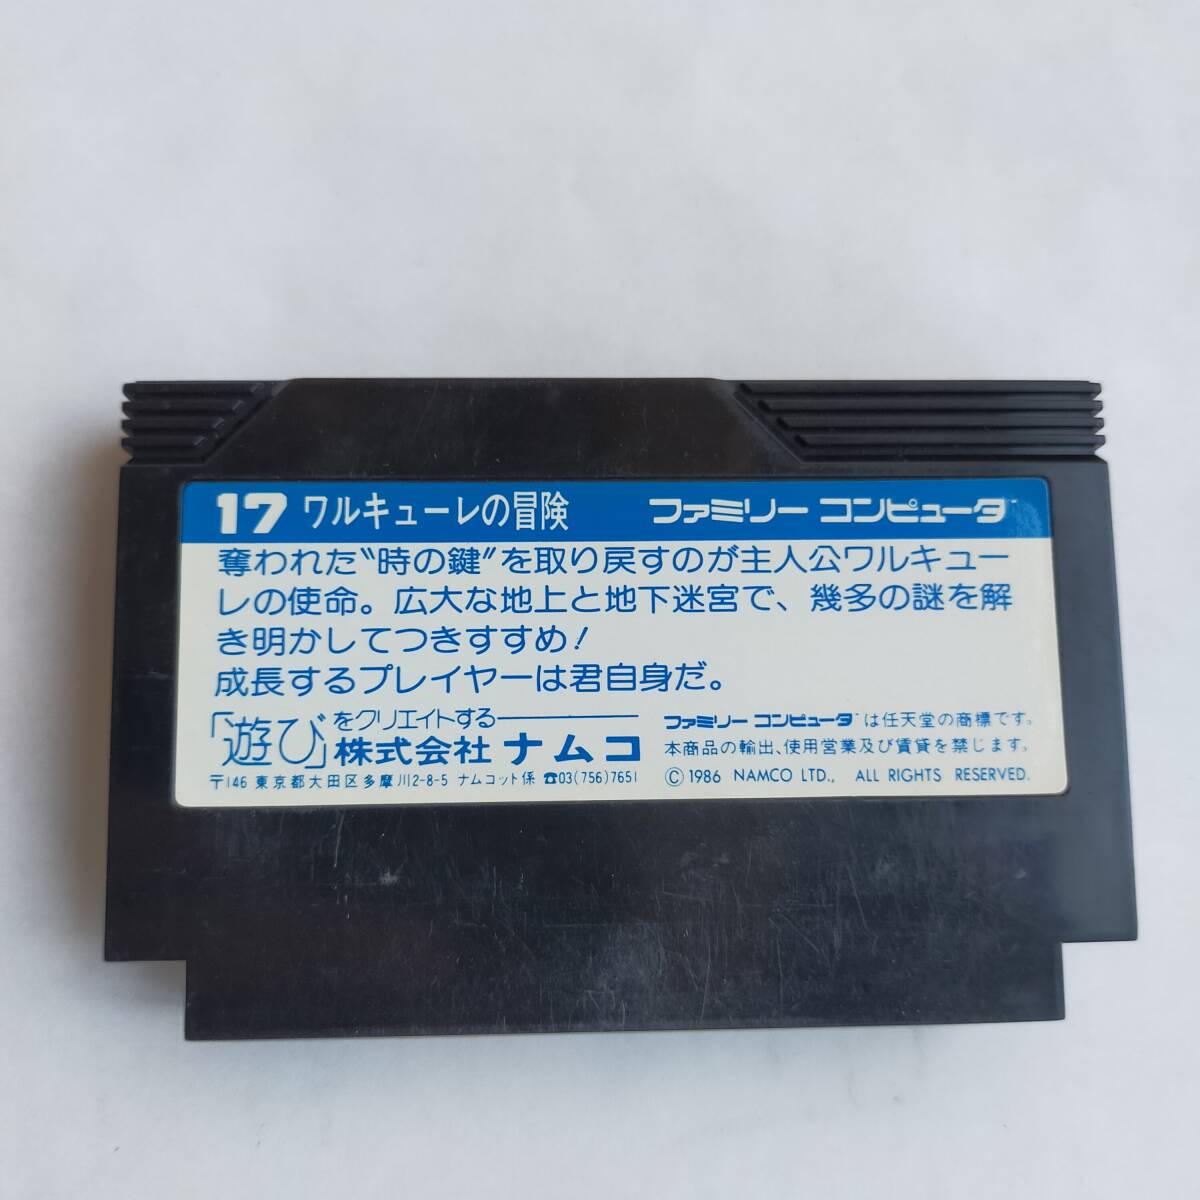 17 ワルキューレの冒険 ファミリー コンピュータ™
奪われた〝時の鍵〟を取り戻すのが主人公ワルキュー
レの使命。広大な地上と地下迷宮で、幾多の謎を解
き明かしてつきすすめ!
成長するプレイヤーは君自身だ。
「遊び」をクリエイトする
株式会社 ナムコ
〒146 東京都大田区多摩川2-8-5 ナムコット係 ☎03(756)7651
ファミリー コンピュータ™は任天堂の商標です。
本商品の輸出、使用営業及び賃貸を禁じます。
© 1986 NAMCO LTD., ALL RIGHTS RESERVED.